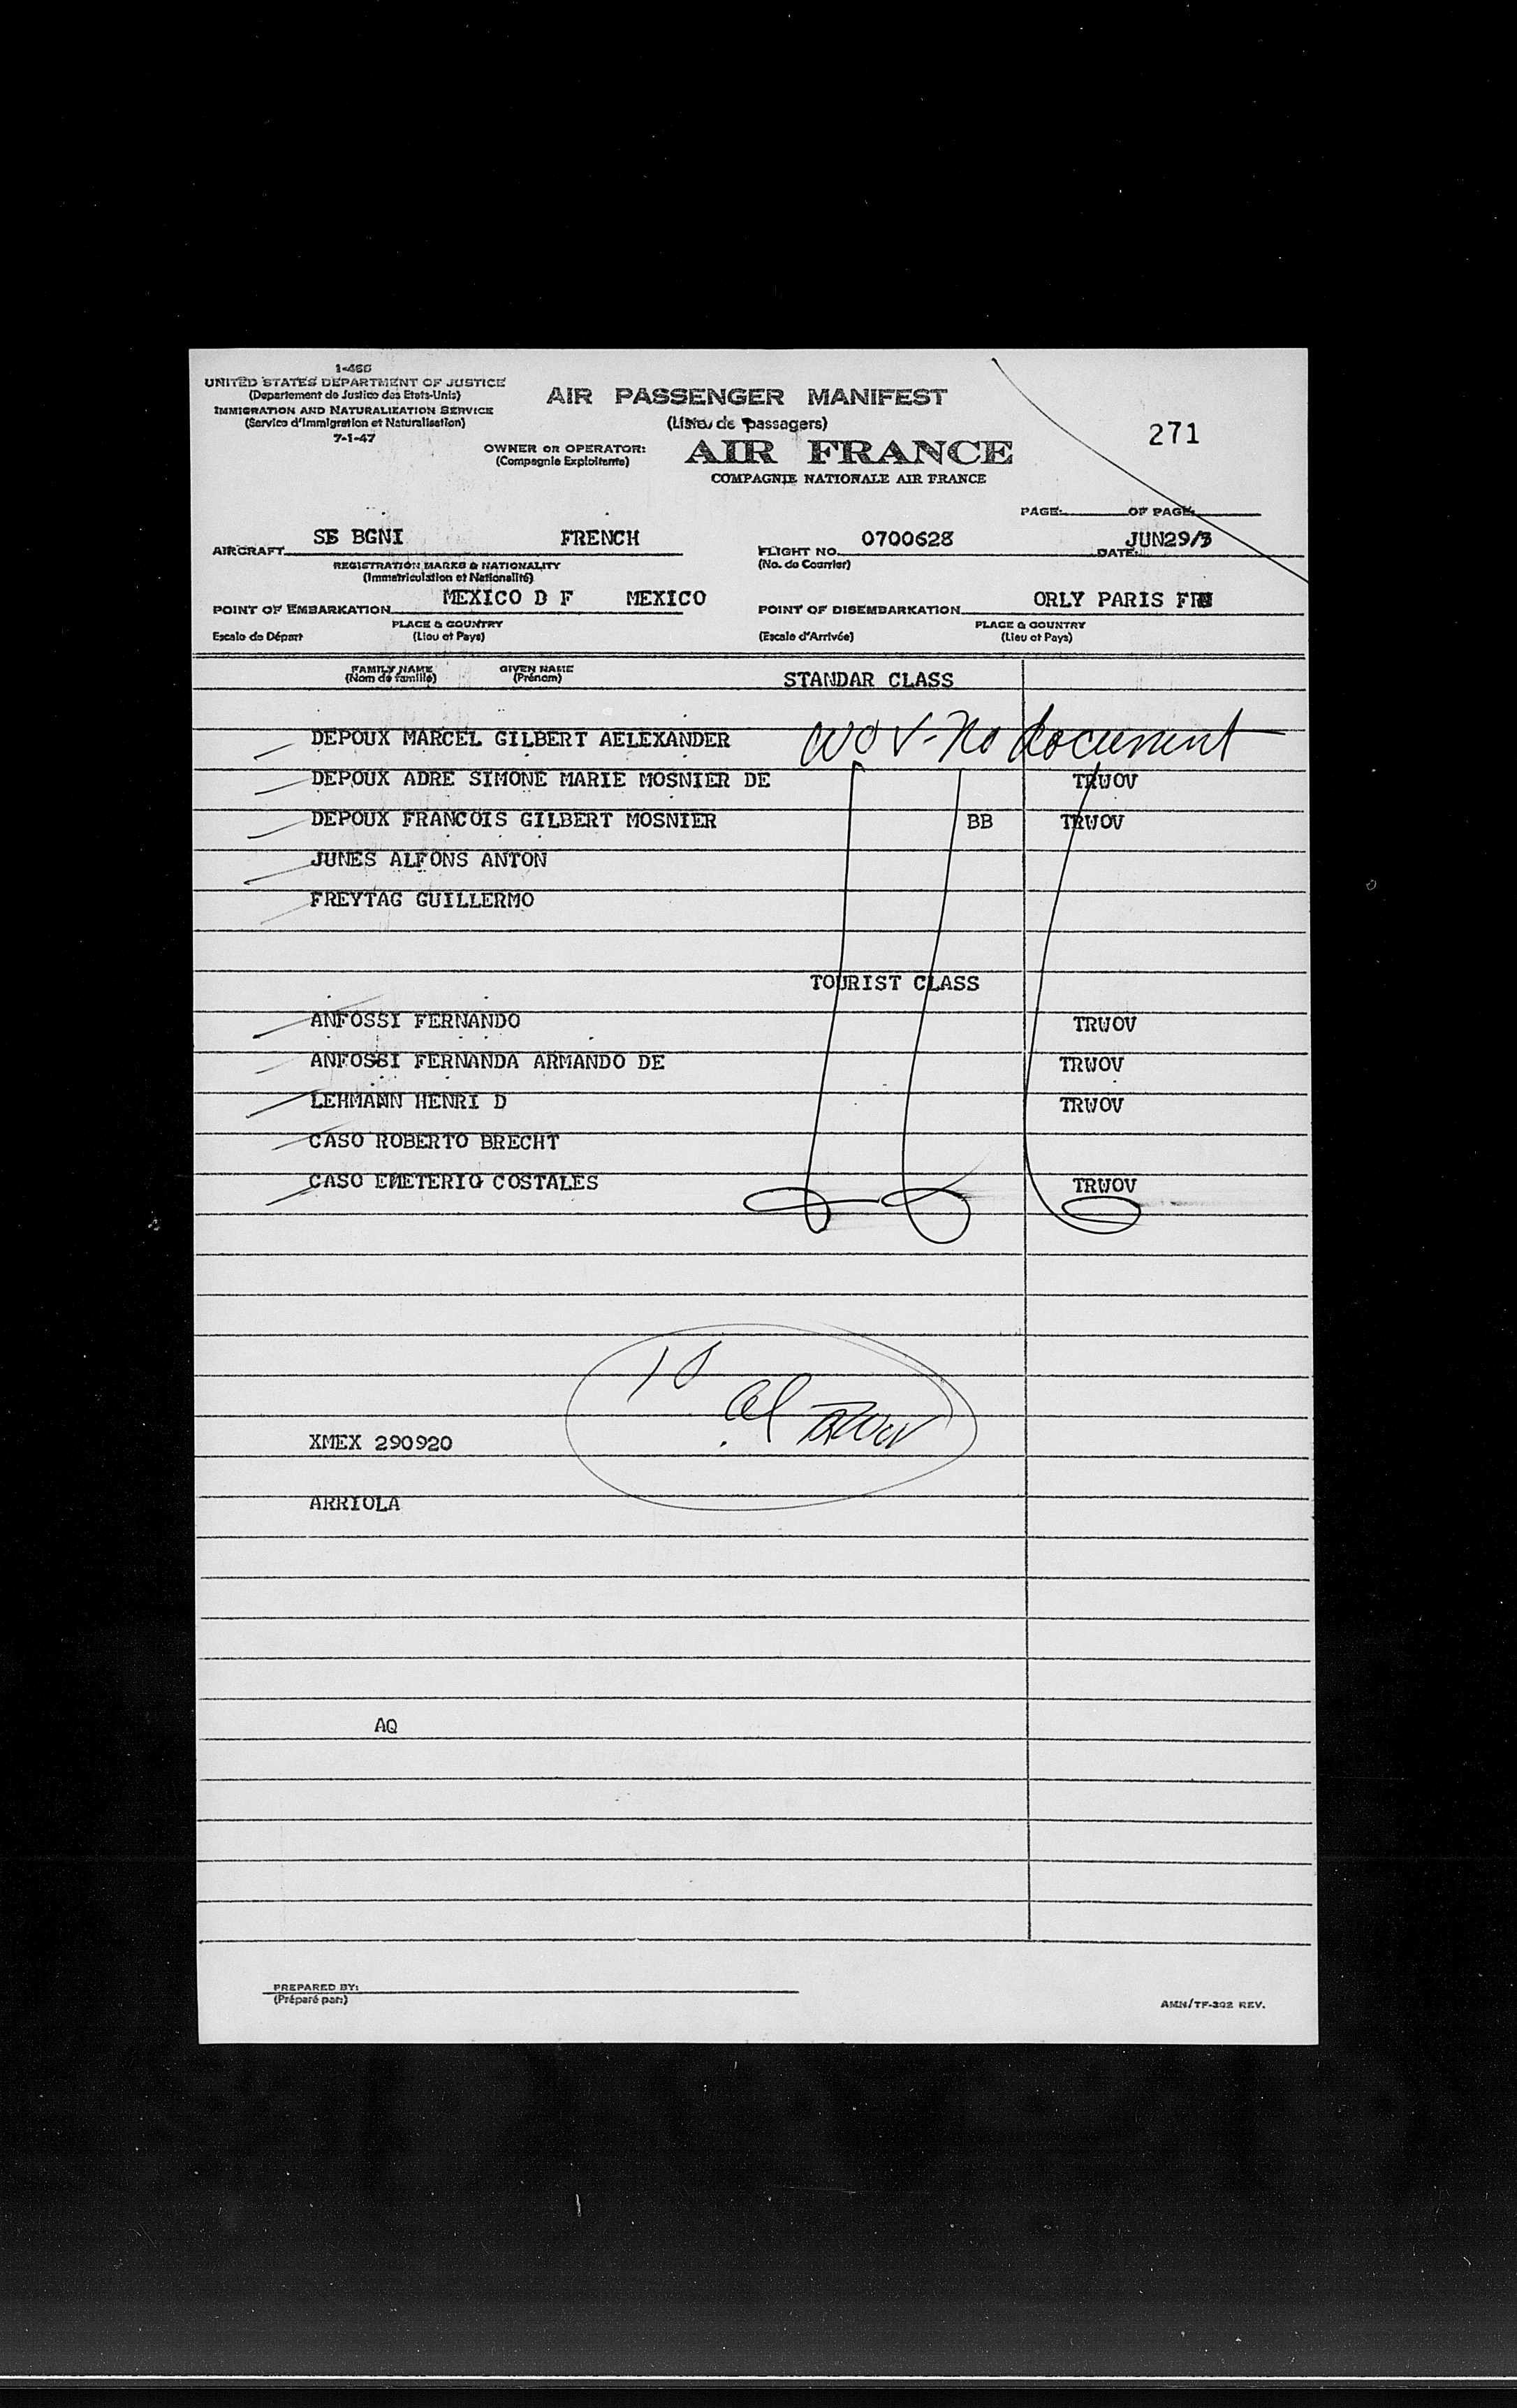 1-466
UNITED STATES DEPARTMENT OF JUSTICE
(Departement de Justice des Etats-Unis)
IMMIGRATION AND NATURALIZATION SERVICE
(Service d'Immigration et Naturalisation)
7-1-47
AIR PASSENGER MANIFEST
(Liste de passagers)
271
OWNER OR OPERATOR: AIR FRANCE
(Compagnie Exploitante)
COMPAGNIE NATIONALE AIR FRANCE
PAGE: OF PAGE:
AIRCRAFT SE BGNI FRENCH FLIGHT NO. 0700628 DATE: JUN29/3
REGISTRATION MARKS & NATIONALITY (No. de Courrier)
(Immatriculation et Nationalité)
POINT OF EMBARKATION MEXICO D F MEXICO POINT OF DISEMBARKATION ORLY PARIS
PLACE & COUNTRY PLACE & COUNTRY
Escale de Départ (Lieu et Pays) (Escale d'Arrivée) (Lieu et Pays)
FAMILY NAME GIVEN NAME
(Nom de famille) (Prénom) STANDAR CLASS
DEPOUX MARCEL GILBERT AELEXANDER WOV-No document
DEPOUX ADRE SIMONE MARIE MOSNIER DE TRWOV
DEPOUX FRANCOIS GILBERT MOSNIER BB TRWOV
JUNES ALFONS ANTON
FREYTAG GUILLERMO
TOURIST CLASS
ANFOSSI FERNANDO TRWOV
ANFOSSI FERNANDA ARMANDO DE TRWOV
LEHMANN HENRI D TRWOV
CASO ROBERTO BRECHT
CASO EMETERIO COSTALES TRWOV
10
al TRWOV
XMEX 290920
ARRIOLA
AQ
PREPARED BY:
(Préparé par:)
AMN/TF-302 REV.